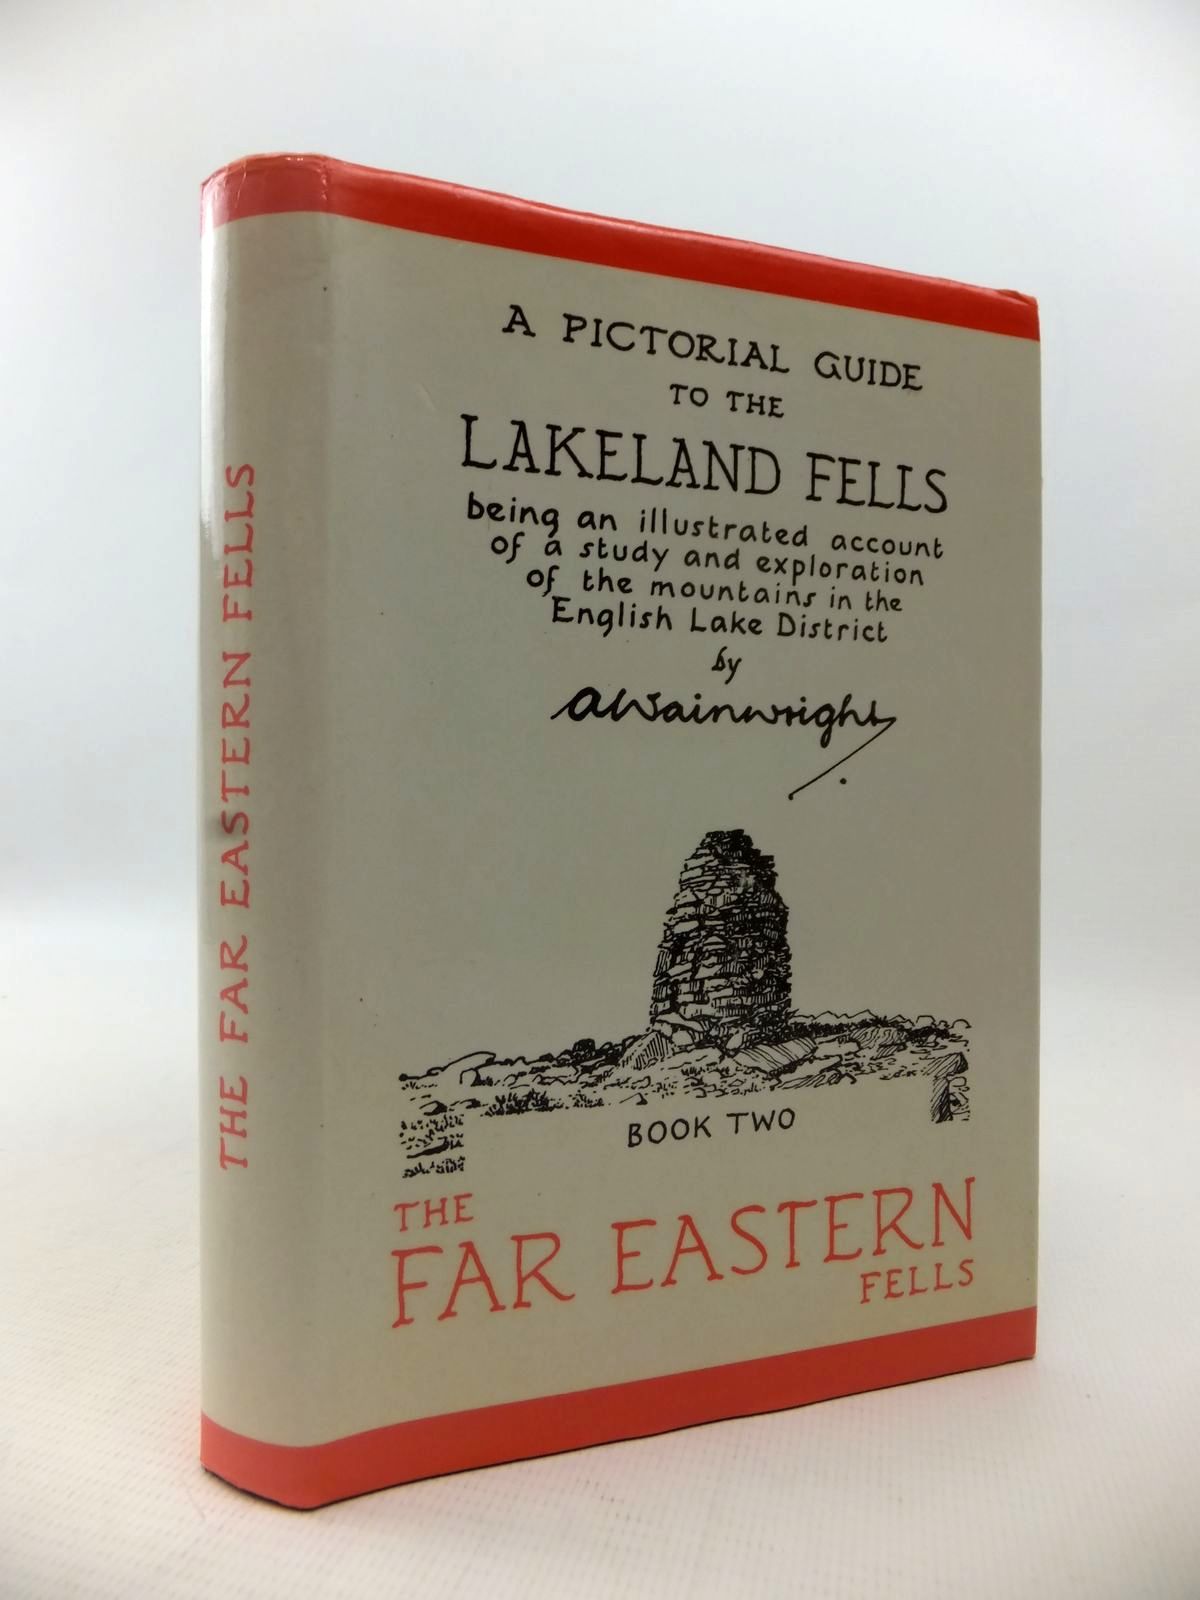 THE FAR EASTERN FELLS
A PICTORIAL GUIDE
TO THE
LAKELAND FELLS
being an illustrated account
of a study and exploration
of the mountains in the
English Lake District
by
AWainwright
BOOK TWO
THE
FAR EASTERN
FELLS